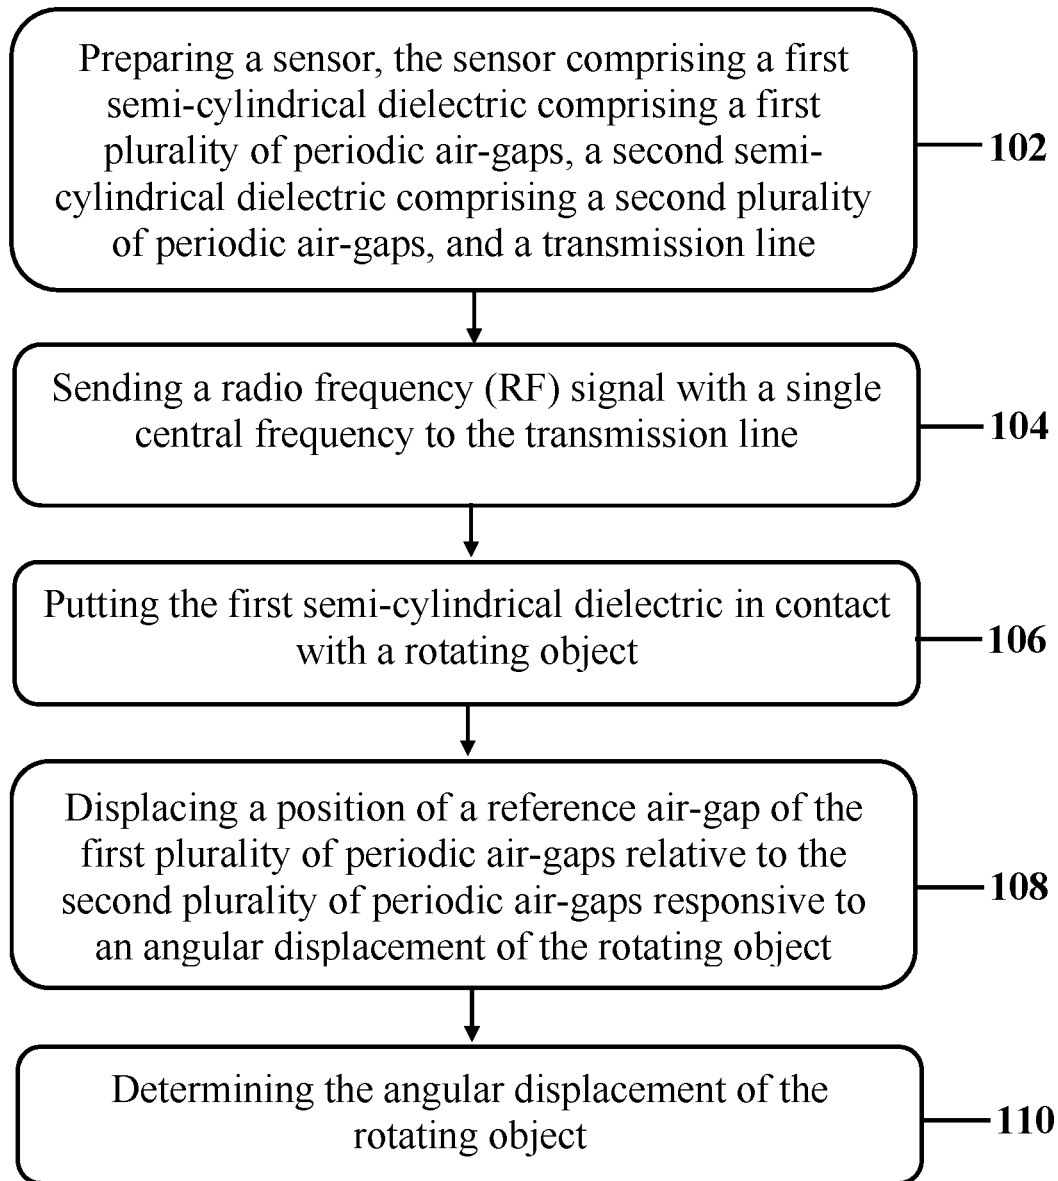 Preparing a sensor, the sensor comprising a first
semi-cylindrical dielectric comprising a first
plurality of periodic air-gaps, a second semi-
cylindrical dielectric comprising a second plurality
of periodic air-gaps, and a transmission line
102
Sending a radio frequency (RF) signal with a single
central frequency to the transmission line
104
Putting the first semi-cylindrical dielectric in contact
with a rotating object
106
Displacing a position of a reference air-gap of the
first plurality of periodic air-gaps relative to the
second plurality of periodic air-gaps responsive to
an angular displacement of the rotating object
108
Determining the angular displacement of the
rotating object
110